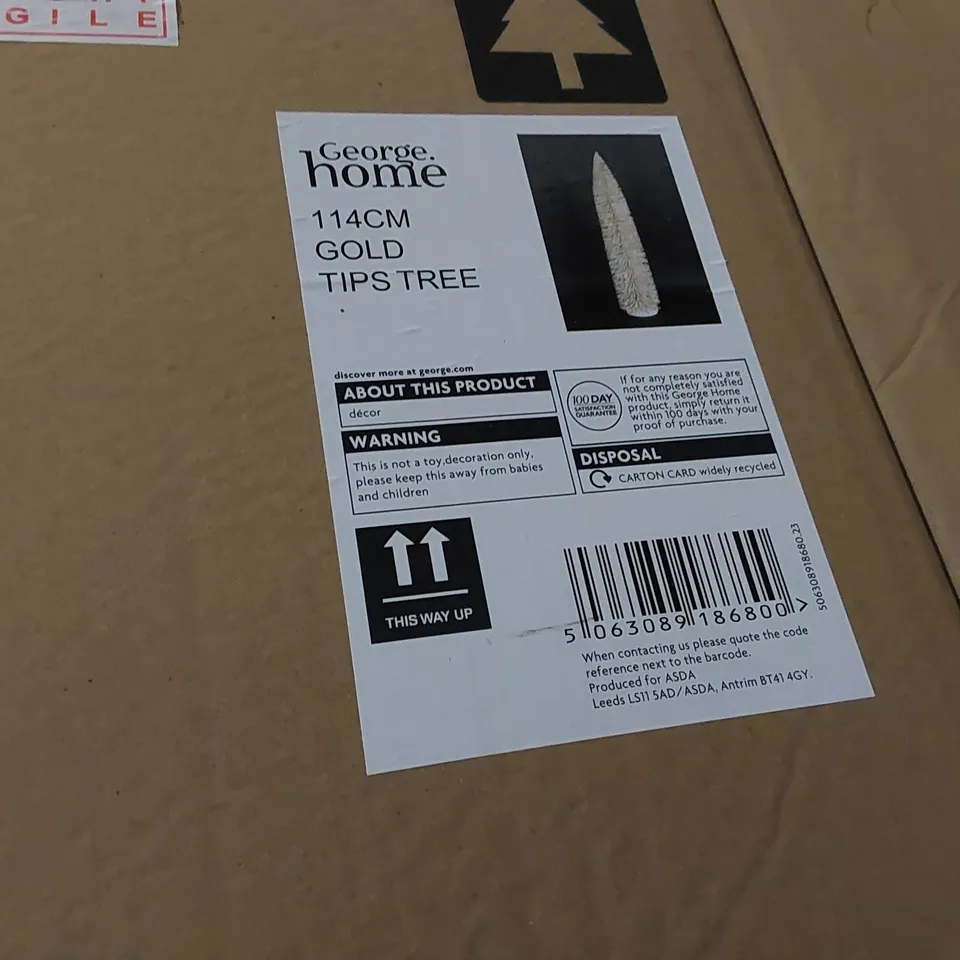 GILE
George.
home
114CM
GOLD
TIPS TREE
discover more at george.com
ABOUT THIS PRODUCT
décor
WARNING
This is not a toy,decoration only,
please keep this away from babies
and children
100 DAY
SATISFACTION
GUARANTEE
If for any reason you are
not completely satisfied
with this George Home
product, simply return it
within 100 days with your
proof of purchase.
DISPOSAL
CARTON CARD widely recycled
THIS WAY UP
5 063089 186800 >
506308918680.23
When contacting us please quote the code
reference next to the barcode.
Produced for ASDA
Leeds LS11 5AD/ASDA, Antrim BT41 4GY.